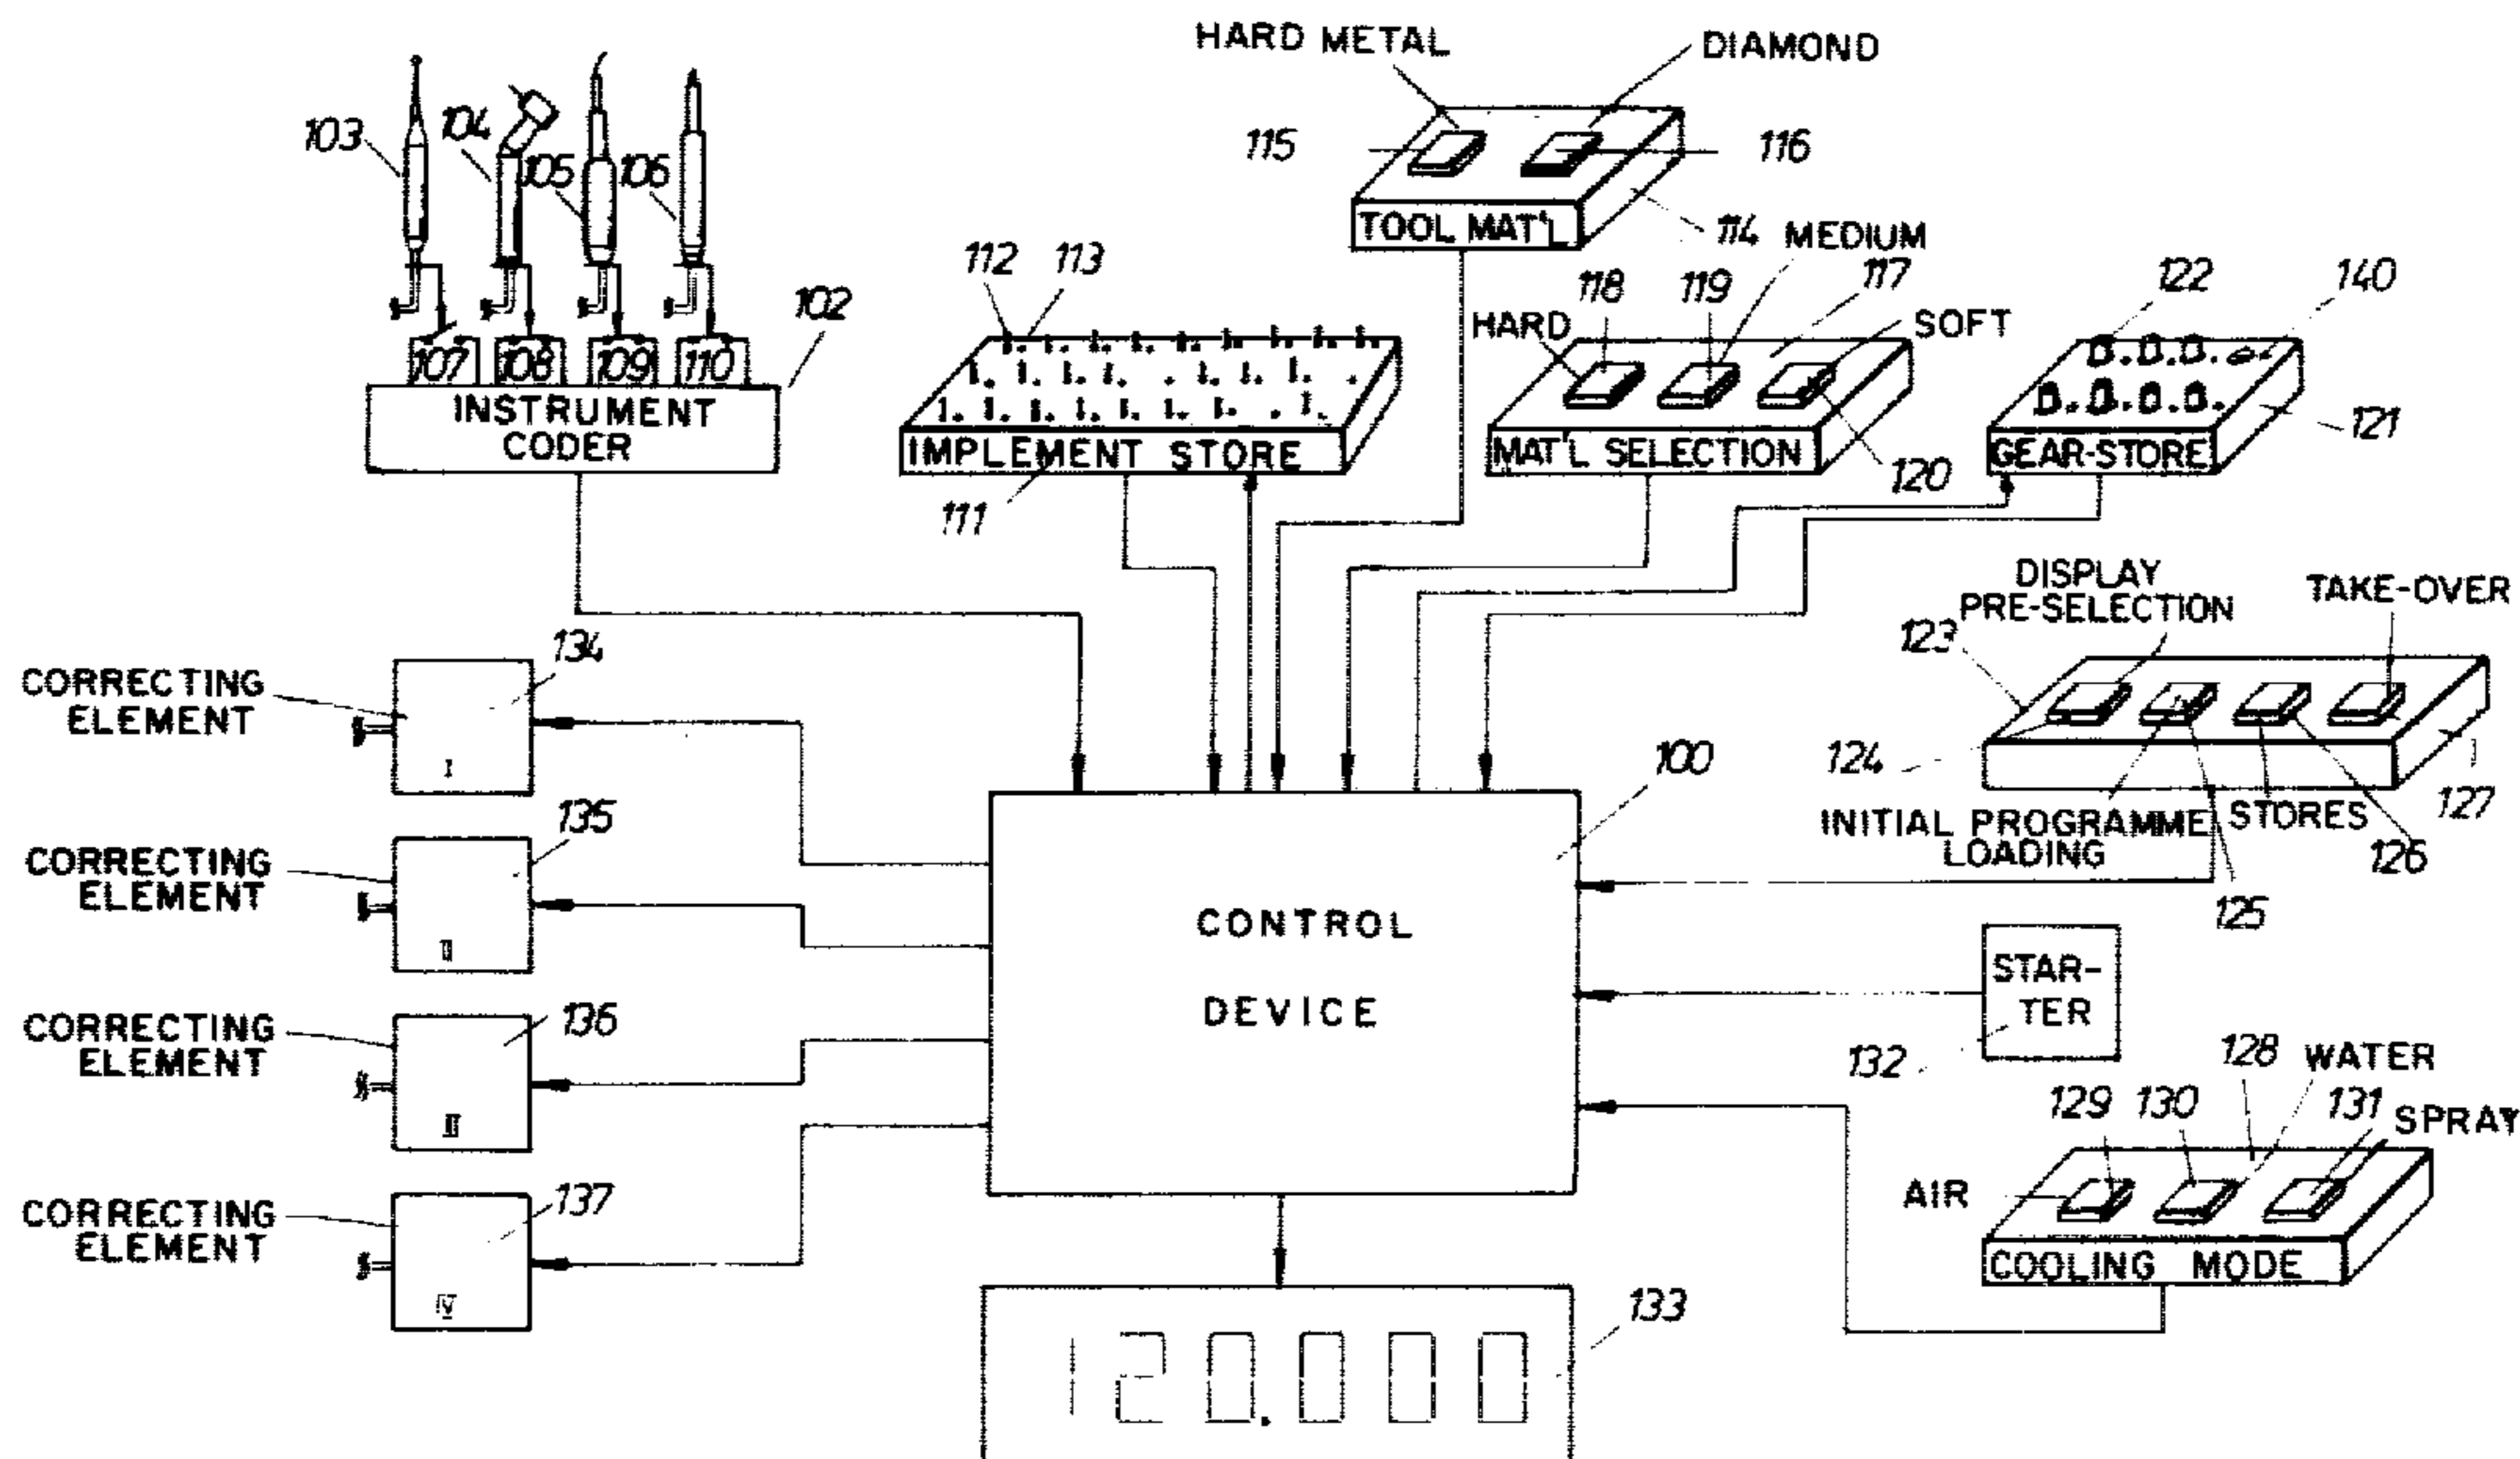 HARD METAL
DIAMOND
103
104
105
106
115
116
TOOL MAT'L
114
MEDIUM
112
113
102
118
119
117
122
140
HARD
SOFT
107
108
109
110
INSTRUMENT
CODER
IMPLEMENT STORE
111
MAT'L SELECTION
120
GEAR-STORE
121
DISPLAY
PRE-SELECTION
TAKE-OVER
123
CORRECTING
ELEMENT
134
I
124
127
INITIAL PROGRAMME
LOADING
STORES
126
125
100
CORRECTING
ELEMENT
135
II
CONTROL
DEVICE
STAR-
TER
132
CORRECTING
ELEMENT
136
III
128
WATER
129
130
131
SPRAY
AIR
COOLING MODE
CORRECTING
ELEMENT
137
IV
133
120.000